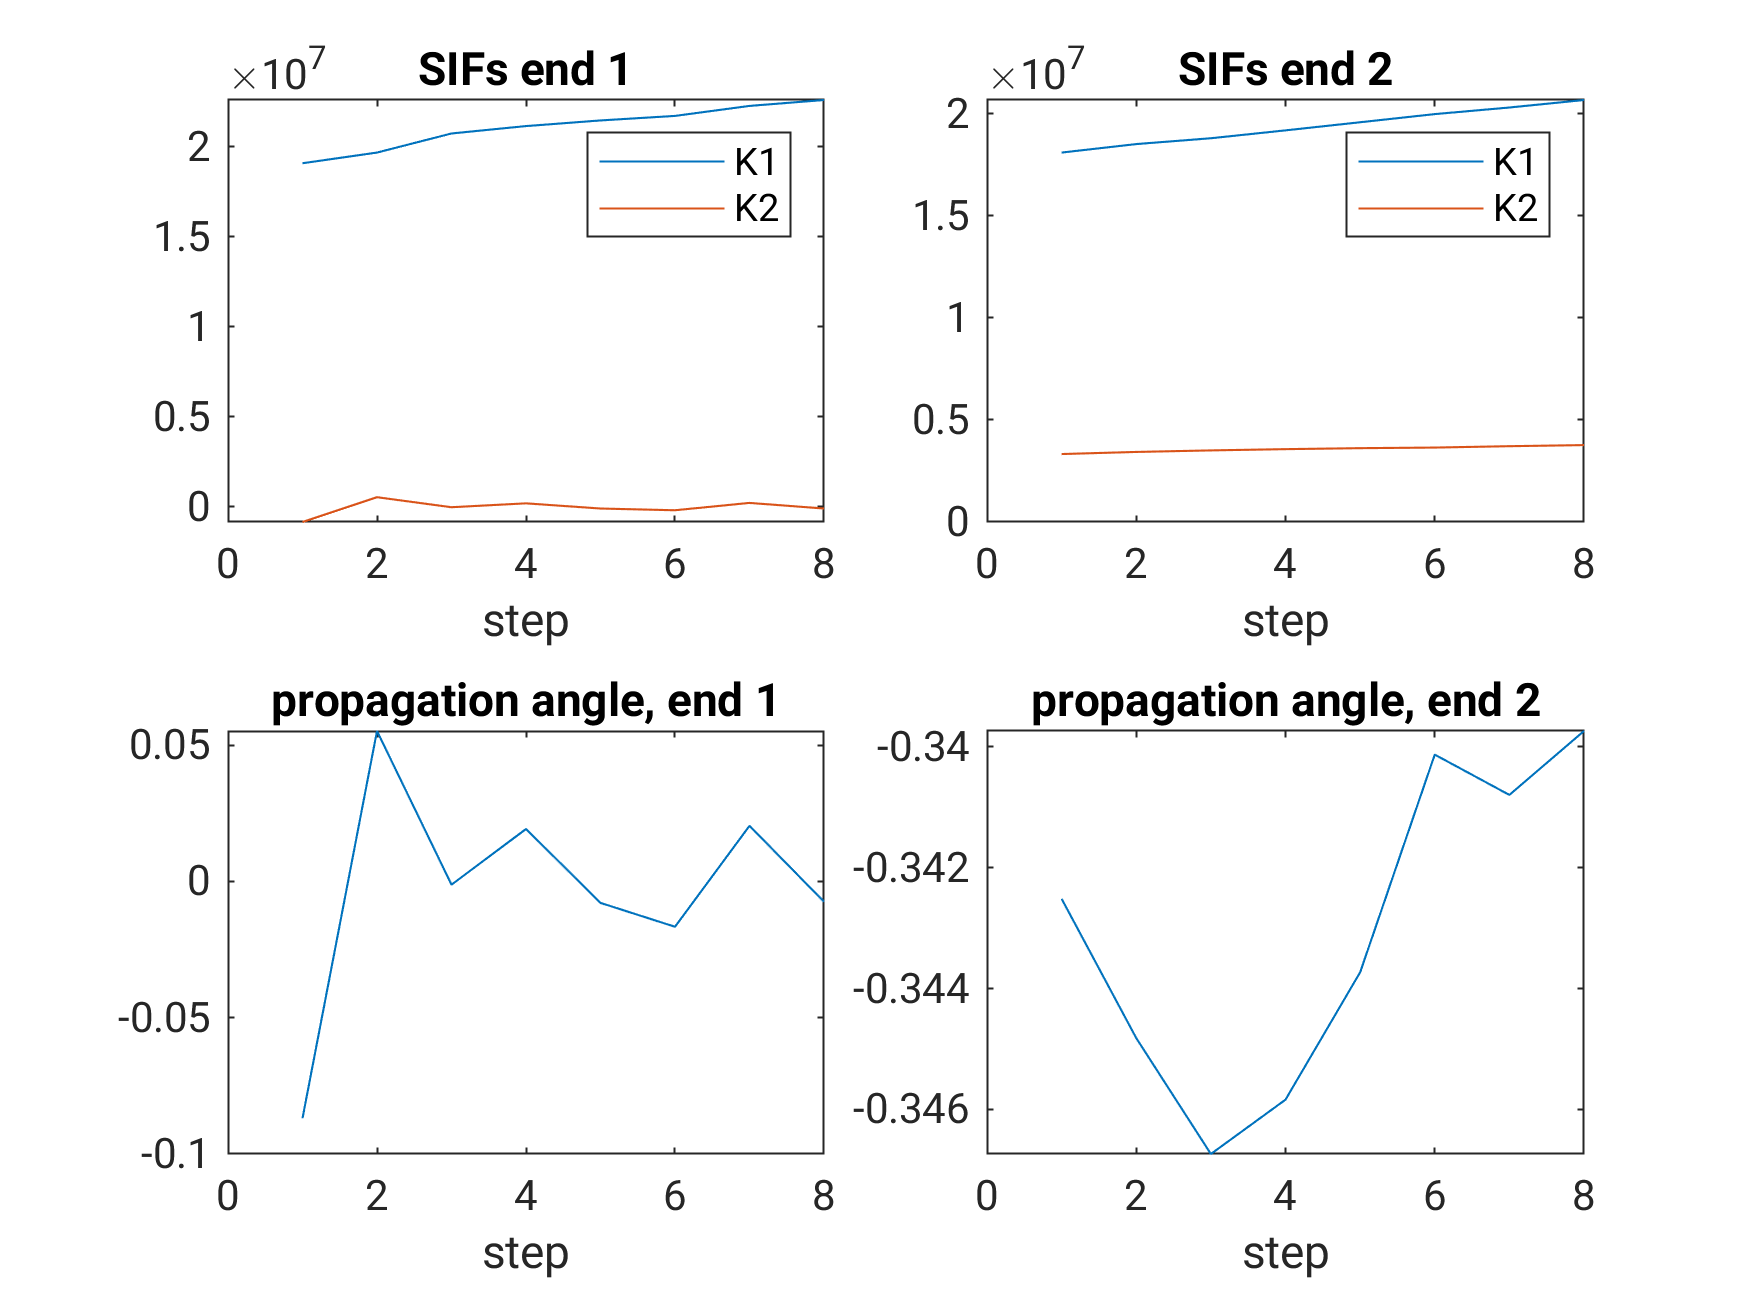 ×10^7
SIFs end 1
2
1.5
1
0.5
0
K1
K2
0 2 4 6 8
step
×10^7
SIFs end 2
2
1.5
1
0.5
0
K1
K2
0 2 4 6 8
step
propagation angle, end 1
0.05
0
-0.05
-0.1
0 2 4 6 8
step
propagation angle, end 2
-0.34
-0.342
-0.344
-0.346
0 2 4 6 8
step